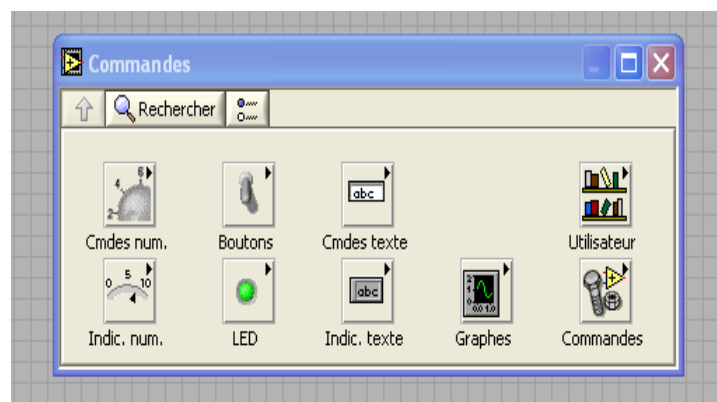 Commandes
Rechercher
Cmdes num.
Boutons
Cmdes texte
Utilisateur
Indic. num.
LED
Indic. texte
Graphes
Commandes